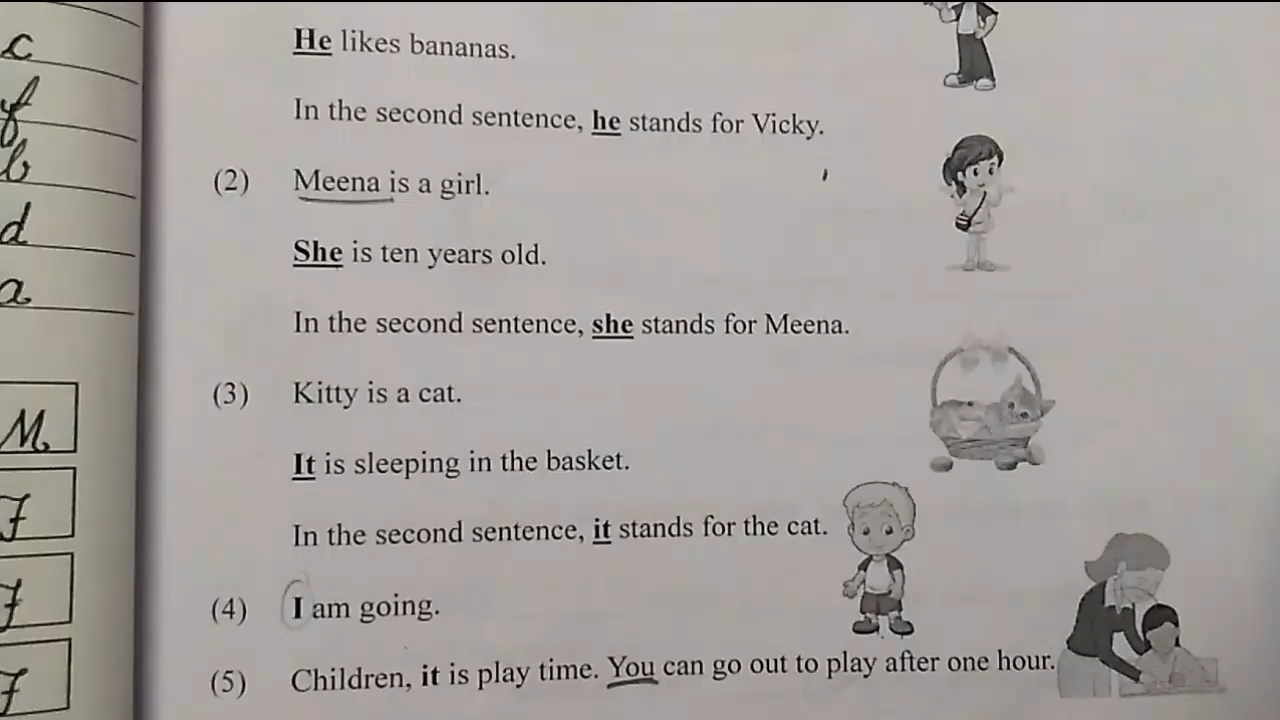 c
f
b
d
a
M
F
F
F
He likes bananas.
In the second sentence, he stands for Vicky.
(2) Meena is a girl.
She is ten years old.
In the second sentence, she stands for Meena.
(3) Kitty is a cat.
It is sleeping in the basket.
In the second sentence, it stands for the cat.
(4) I am going.
(5) Children, it is play time. You can go out to play after one hour.